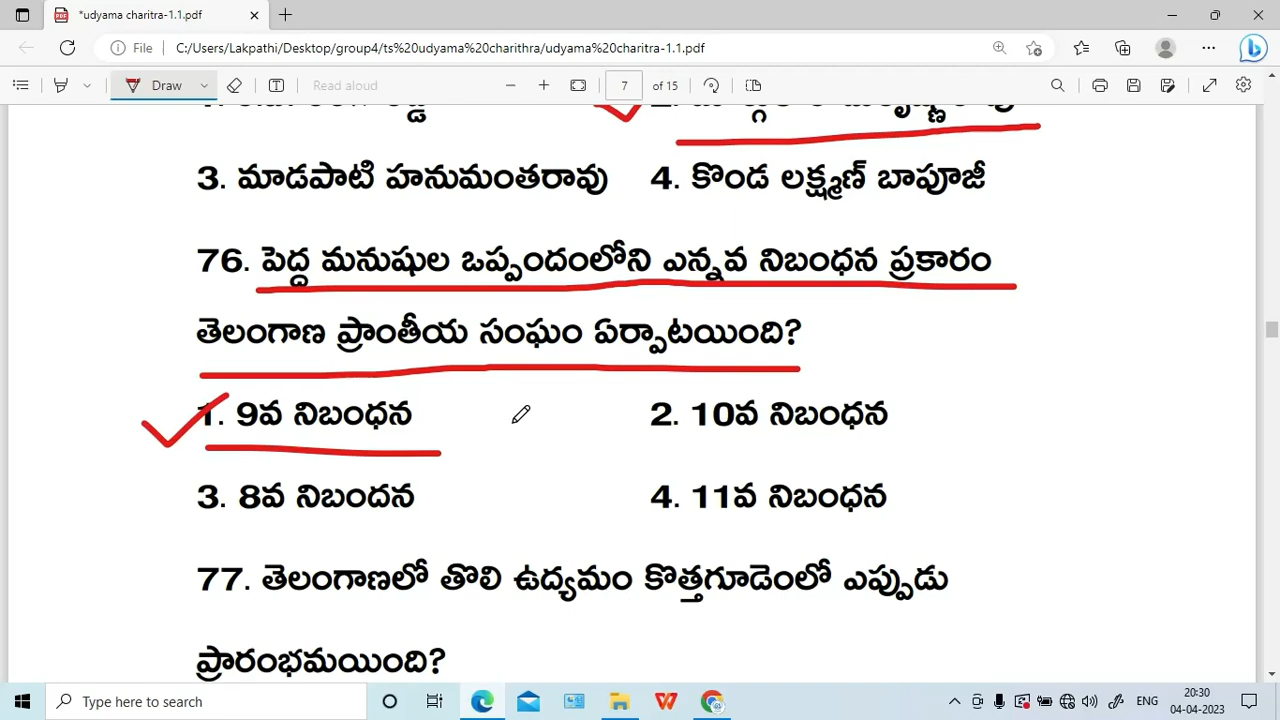 *udyama charitra-1.1.pdf
File C:/Users/Lakpathi/Desktop/group4/ts%20udyama%20charithra/udyama%20charitra-1.1.pdf
Draw Read aloud 7 of 15
3. మాడపాటి హనుమంతరావు 4. కొండ లక్ష్మణ్ బాపూజీ
76. పెద్ద మనుషుల ఒప్పందంలోని ఎన్నవ నిబంధన ప్రకారం
తెలంగాణ ప్రాంతీయ సంఘం ఏర్పాటయింది?
1. 9వ నిబంధన 2. 10వ నిబంధన
3. 8వ నిబందన 4. 11వ నిబంధన
77. తెలంగాణలో తొలి ఉద్యమం కొత్తగూడెంలో ఎప్పుడు
ప్రారంభమయింది?
Type here to search ENG 20:30
04-04-2023